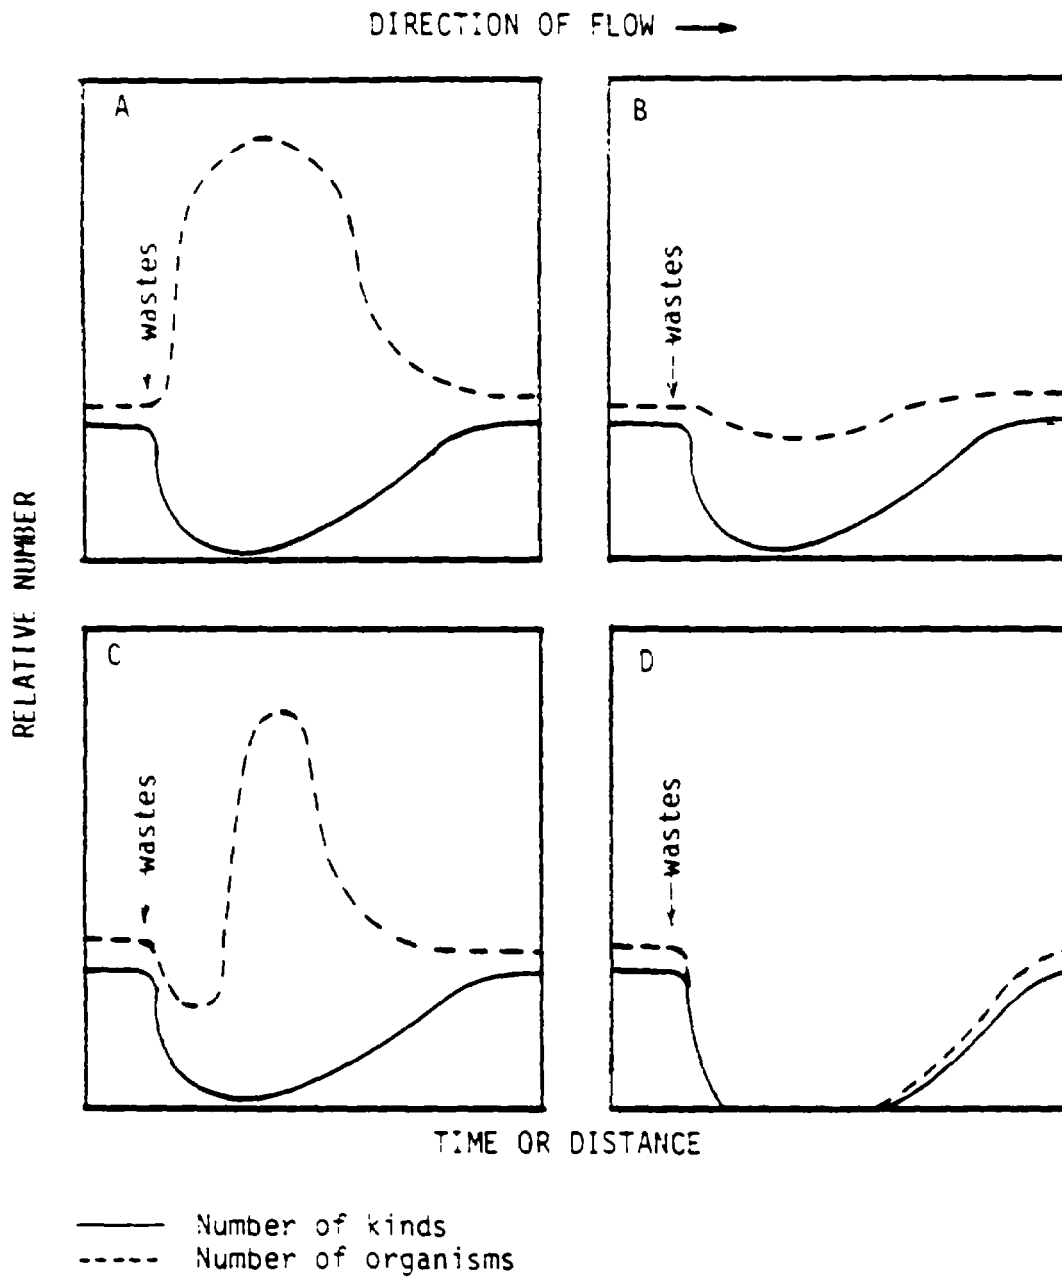 DIRECTION OF FLOW
A
B
wastes
wastes
RELATIVE NUMBER
C
D
wastes
wastes
TIME OR DISTANCE
Number of kinds
Number of organisms